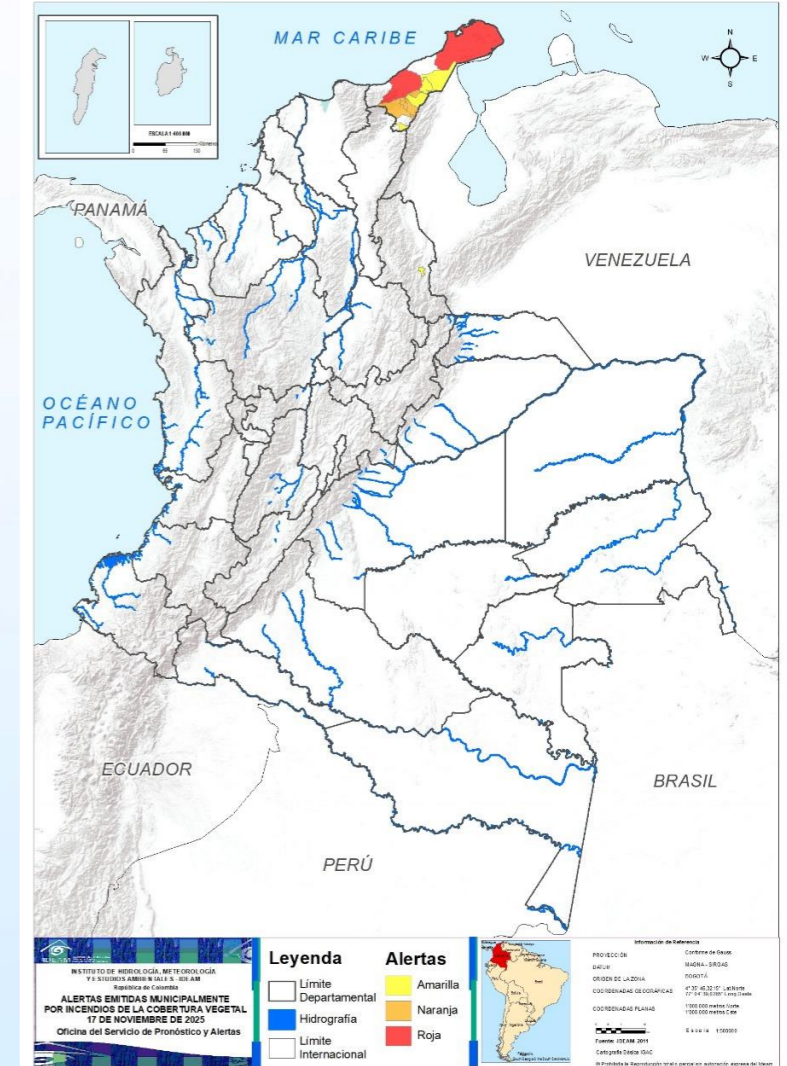 MAR CARIBE
N
W E
S
ESCALA 1:400.000
PANAMÁ
VENEZUELA
OCÉANO
PACÍFICO
ECUADOR
BRASIL
PERÚ
INSTITUTO DE HIDROLOGÍA, METEOROLOGÍA
Y ESTUDIOS AMBIENTALES - IDEAM
República de Colombia
ALERTAS EMITIDAS MUNICIPALMENTE
POR INCENDIOS DE LA COBERTURA VEGETAL
17 DE NOVIEMBRE DE 2025
Oficina del Servicio de Pronóstico y Alertas
Leyenda
Límite
Departamental
Hidrografía
Límite
Internacional
Alertas
Amarilla
Naranja
Roja
Información de Referencia
PROYECCIÓN Conforme de Gauss
DATUM MAGNA - SIRGAS
ORIGEN DE LA ZONA BOGOTÁ
COORDENADAS GEOGRÁFICAS
COORDENADAS PLANAS
Escala
Fuente: IDEAM 2011
Cartografía Básica IGAC